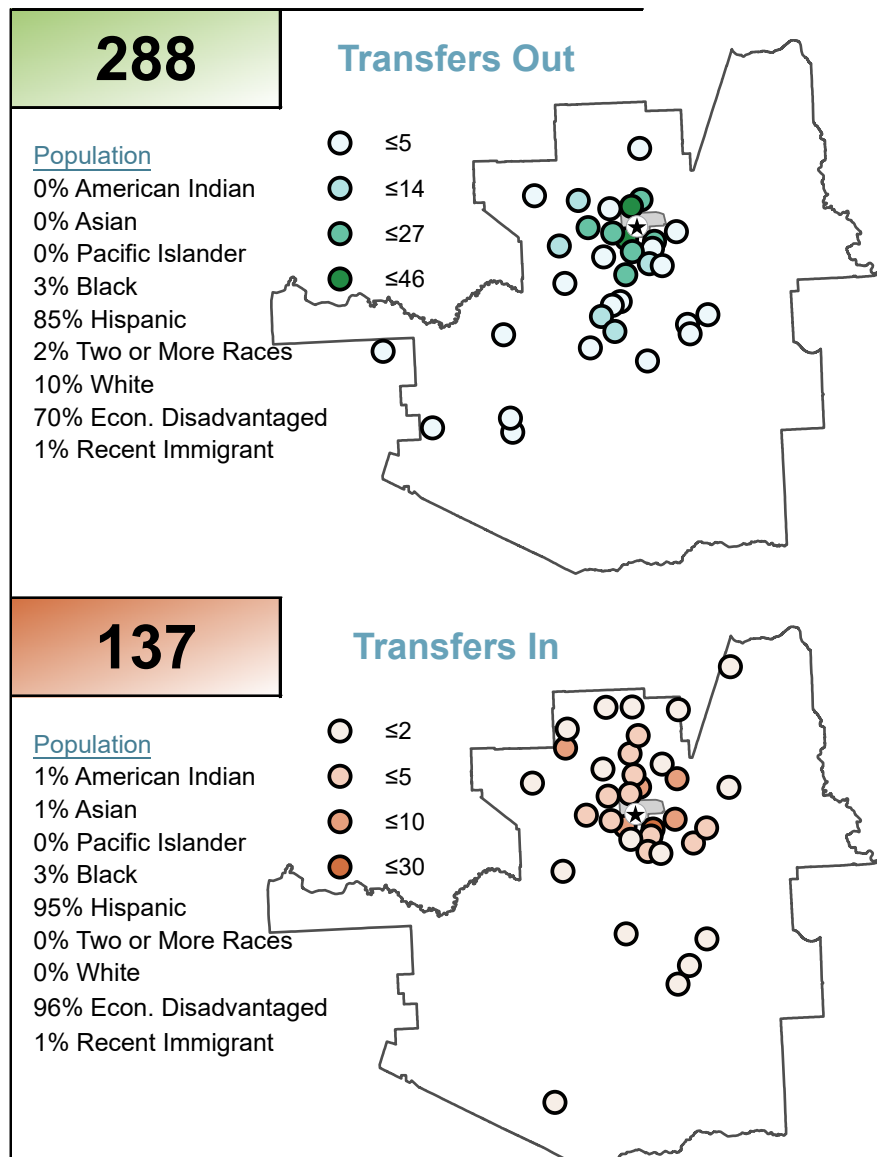 288
Transfers Out
Population
0% American Indian
0% Asian
0% Pacific Islander
3% Black
85% Hispanic
2% Two or More Races
10% White
70% Econ. Disadvantaged
1% Recent Immigrant
≤5
≤14
≤27
≤46
137
Transfers In
Population
1% American Indian
1% Asian
0% Pacific Islander
3% Black
95% Hispanic
0% Two or More Races
0% White
96% Econ. Disadvantaged
1% Recent Immigrant
≤2
≤5
≤10
≤30